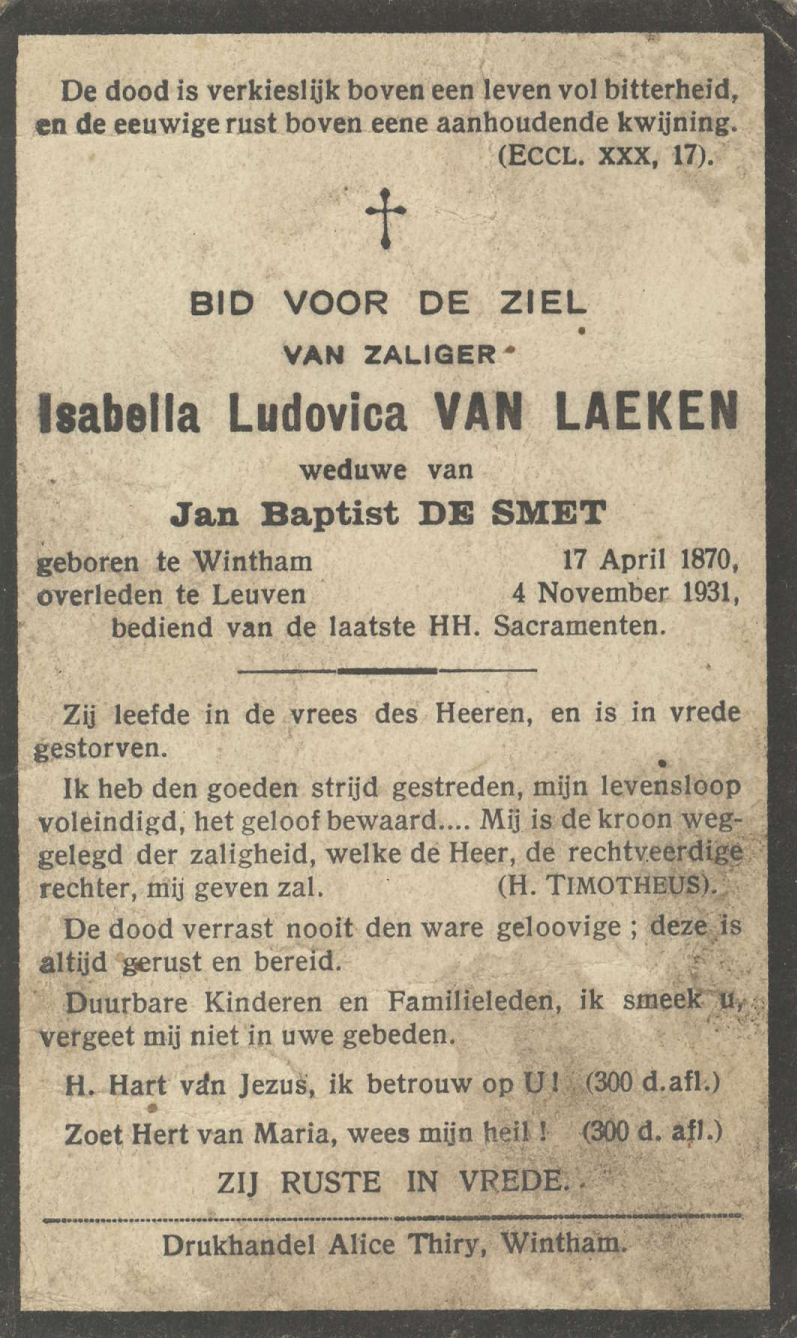 De dood is verkieslijk boven een leven vol bitterheid,
en de eeuwige rust boven eene aanhoudende kwijning.
(ECCL. XXX, 17).
BID VOOR DE ZIEL
VAN ZALIGER
Isabella Ludovica VAN LAEKEN
weduwe van
Jan Baptist DE SMET
geboren te Wintham 17 April 1870,
overleden te Leuven 4 November 1931,
bediend van de laatste HH. Sacramenten.
Zij leefde in de vrees des Heeren, en is in vrede
gestorven.
Ik heb den goeden strijd gestreden, mijn levensloop
voleindigd, het geloof bewaard.... Mij is de kroon weg-
gelegd der zaligheid, welke de Heer, de rechtveerdige
rechter, mij geven zal. (H. TIMOTHEUS).
De dood verrast nooit den ware geloovige ; deze is
altijd gerust en bereid.
Duurbare Kinderen en Familieleden, ik smeek u,
vergeet mij niet in uwe gebeden.
H. Hart van Jezus, ik betrouw op U! (300 d.afl.)
Zoet Hert van Maria, wees mijn heil ! (300 d. afl.)
ZIJ RUSTE IN VREDE.
Drukhandel Alice Thiry, Wintham.